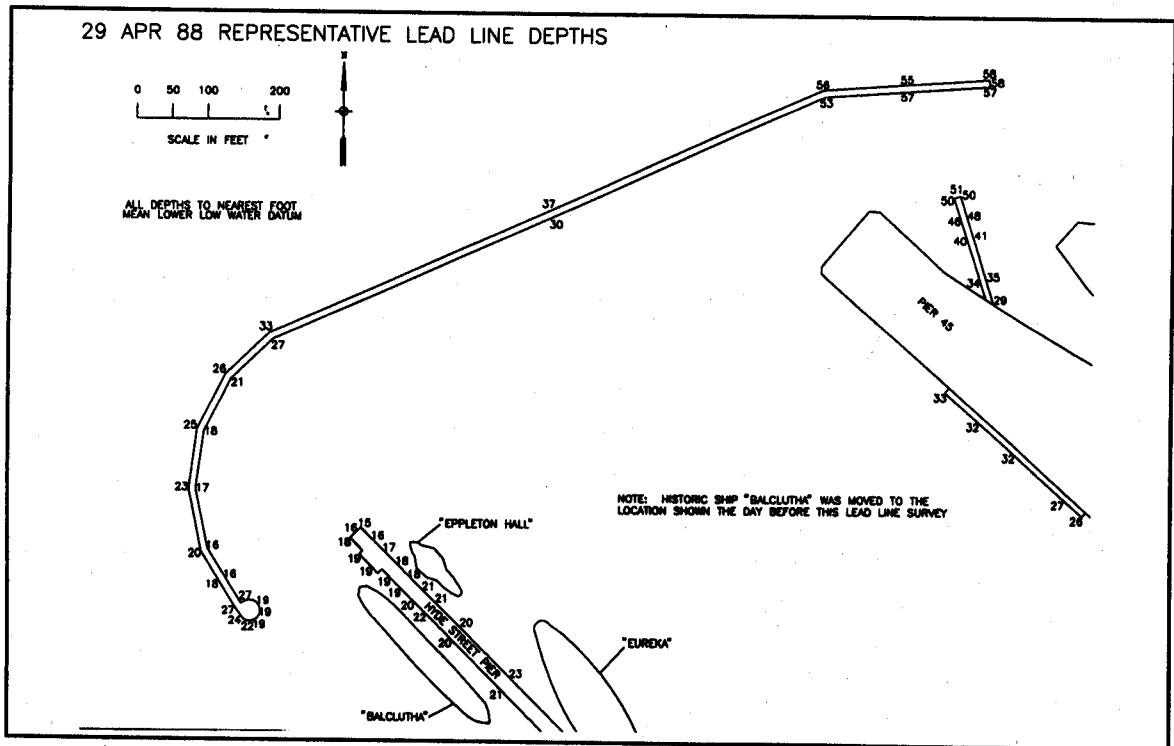 29 APR 88 REPRESENTATIVE LEAD LINE DEPTHS
N
0 50 100 200
SCALE IN FEET
ALL DEPTHS TO NEAREST FOOT
MEAN LOWER LOW WATER DATUM
56 55 56
58
53 57 57
37
30
51
50 50
46 48
40 41
34 35
29
PIER 45
33
27
26
21
25
18
23 17
20 16
18 16
27 19
27 19
24 22 19
33
32
32
27
26
NOTE: HISTORIC SHIP "BALCLUTHA" WAS MOVED TO THE
LOCATION SHOWN THE DAY BEFORE THIS LEAD LINE SURVEY
"EPPLETON HALL"
16 15
18 16
19 17
19 18
19 18
19 21
20 21
22 20
20 23
21
HYDE STREET PIER
"EUREKA"
"BALCLUTHA"